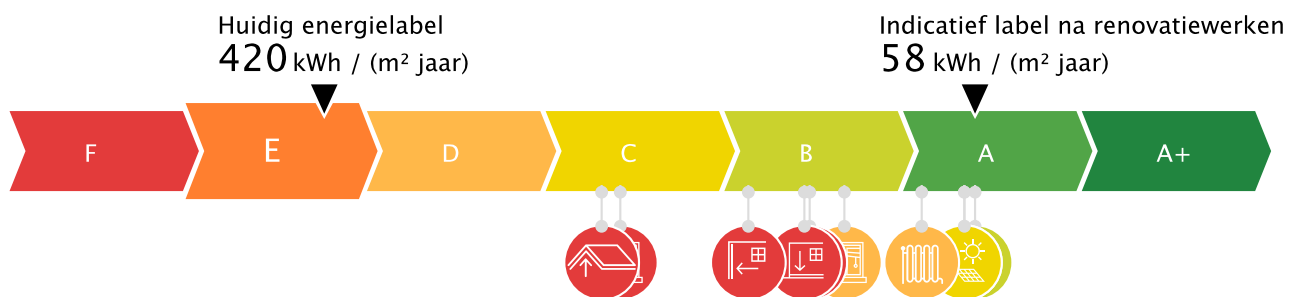 Huidig energielabel
420 kWh / (m² jaar)
Indicatief label na renovatiewerken
58 kWh / (m² jaar)
F E D C B A A+